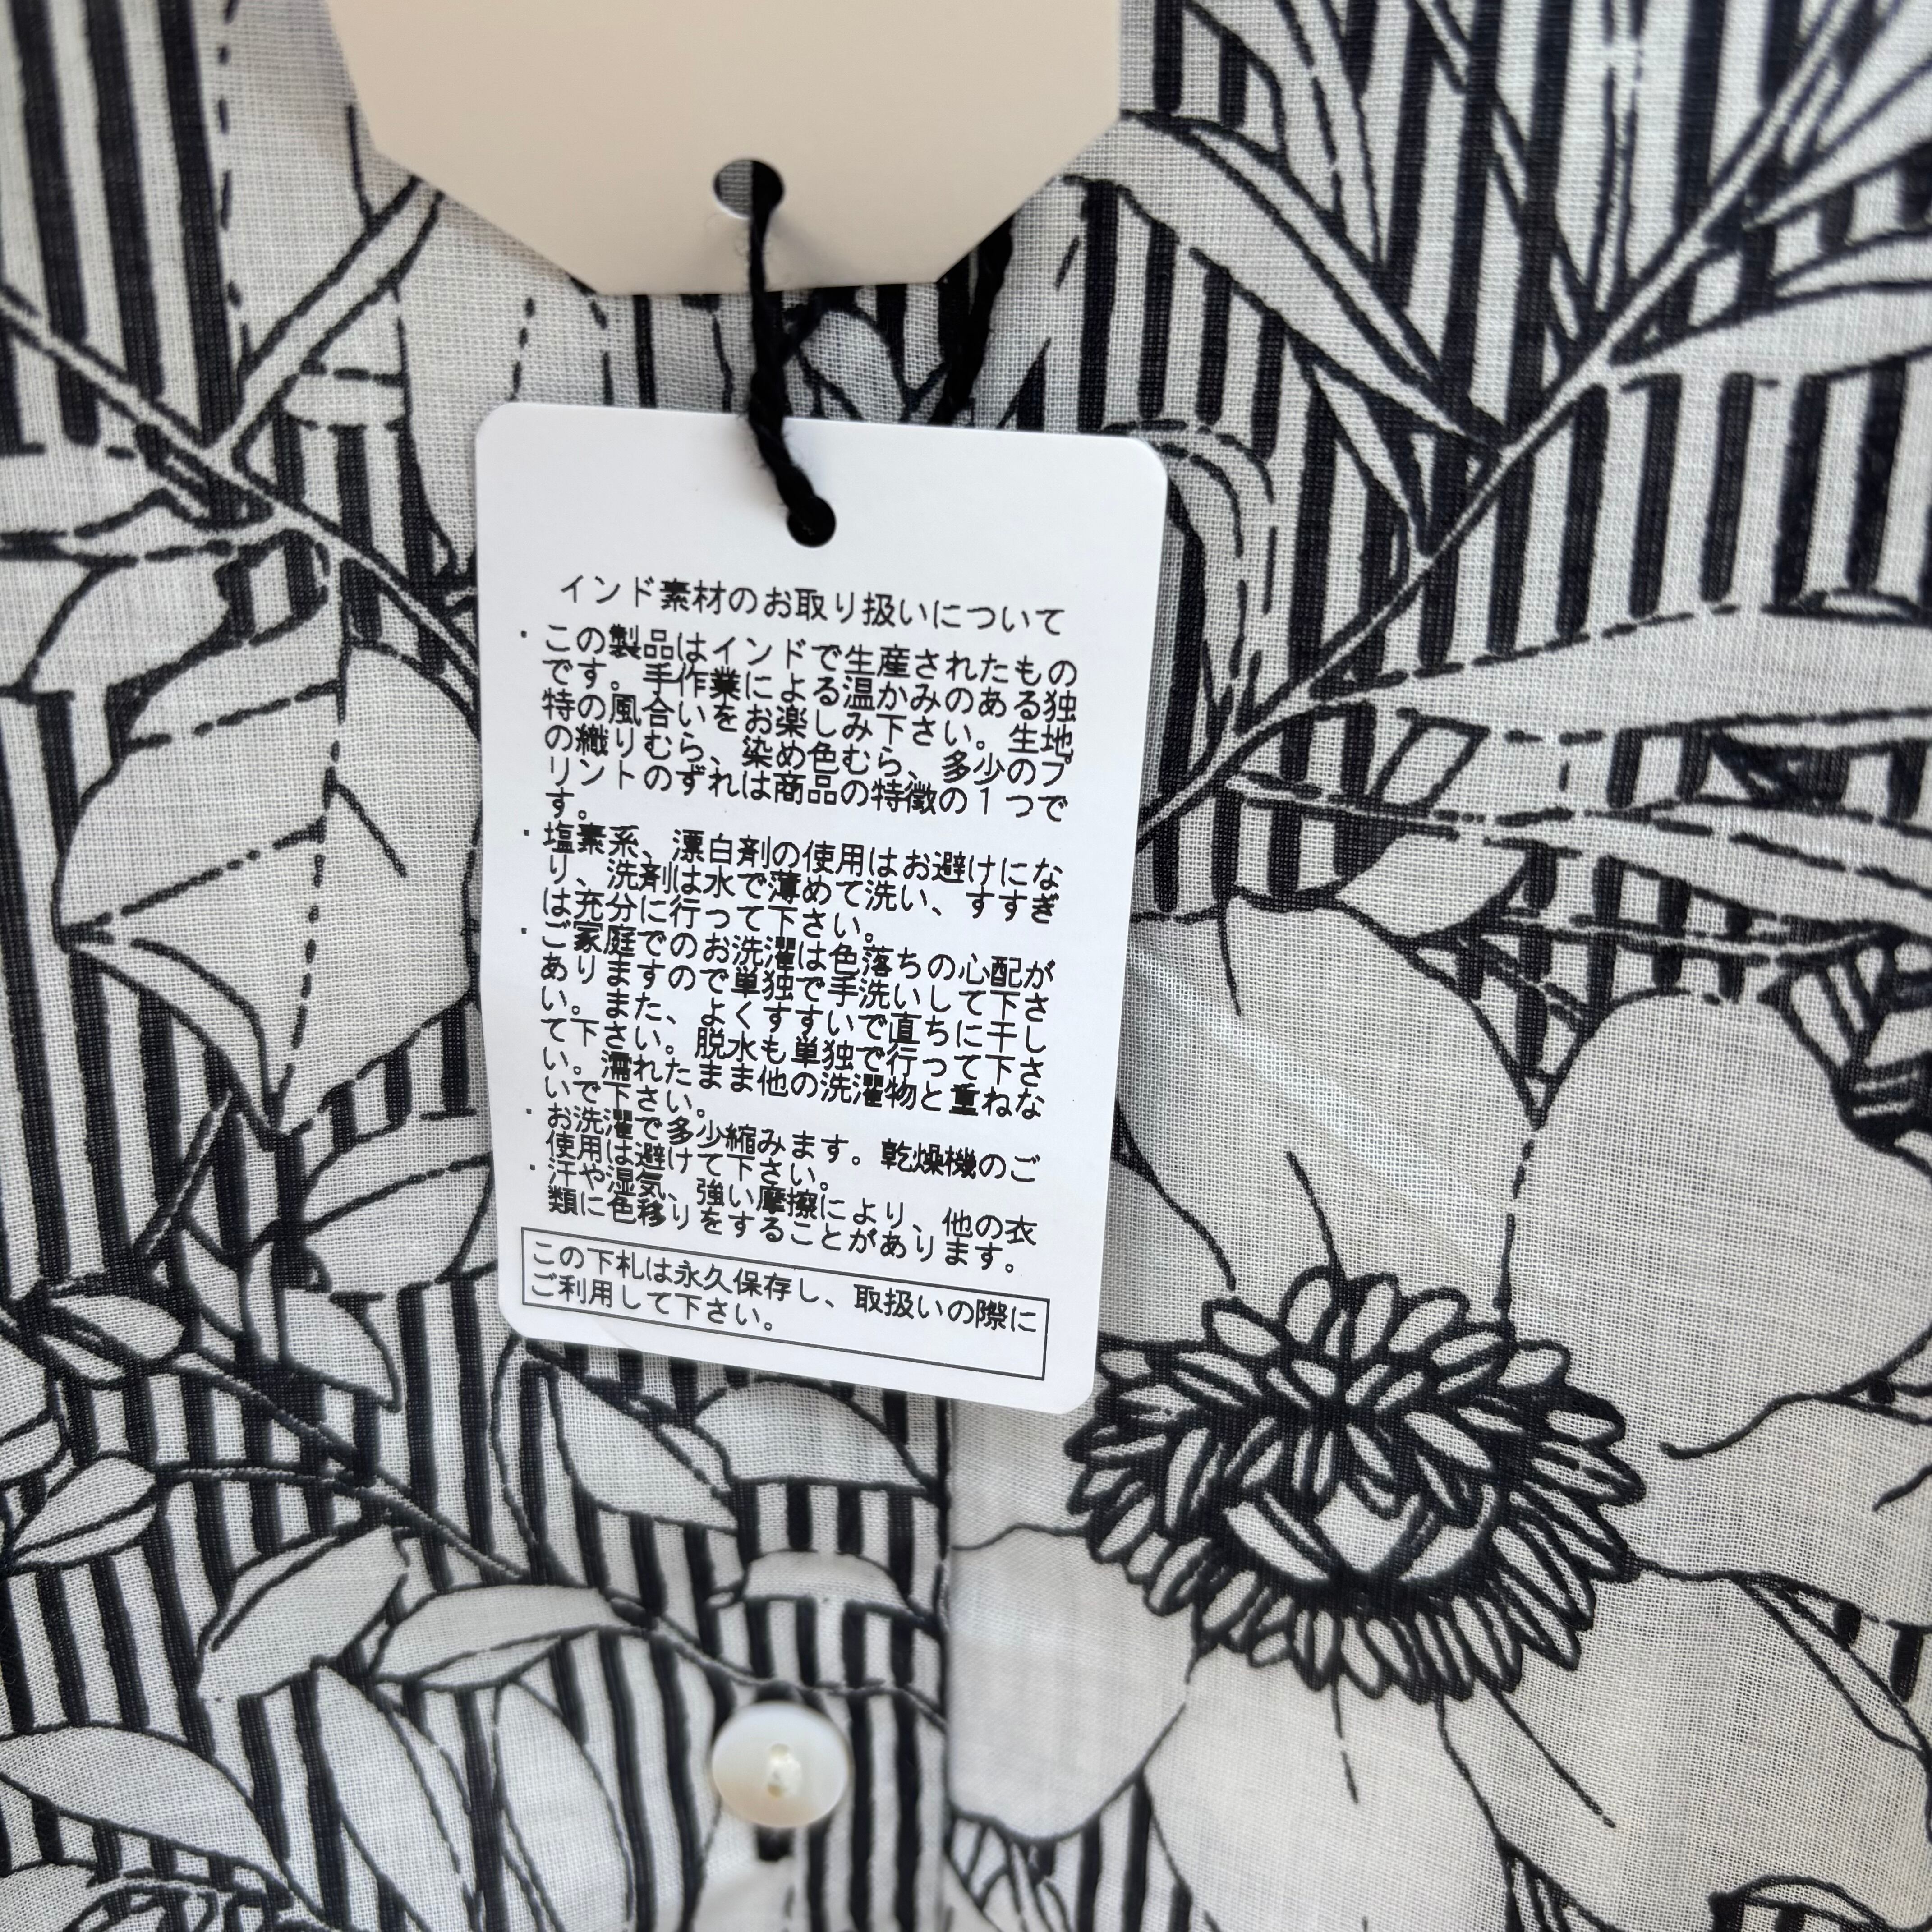 インド素材のお取り扱いについて
・この製品はインドで生産されたもの
です。手作業による温かみのある独
特の風合いをお楽しみ下さい。生地
の織りむら、染め色むら、多少のプ
リントのずれは商品の特徴の1つで
す。
・塩素系、漂白剤の使用はお避けにな
り、洗剤は水で薄めて洗い、すすぎ
は充分に行って下さい。
・ご家庭でのお洗濯は色落ちの心配が
ありますので単独で手洗いして下さ
い。また、よくすすいで直ちに干し
て下さい。脱水も単独で行って下さ
い。濡れたまま他の洗濯物と重ねな
いで下さい。
・お洗濯で多少縮みます。乾燥機のご
使用は避けて下さい。
・汗や湿気、強い摩擦により、他の衣
類に色移りをすることがあります。
この下札は永久保存し、取扱いの際に
ご利用して下さい。